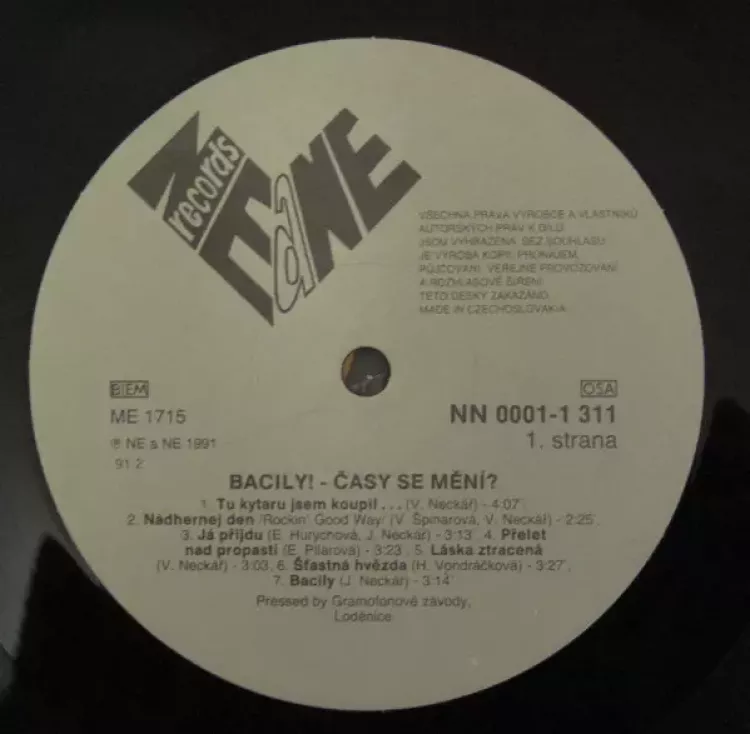 records
NE a NE
VŠECHNA PRÁVA VÝROBCE A VLASTNÍKŮ
AUTORSKÝCH PRÁV K DÍLU
JSOU VYHRAZENA. BEZ SOUHLASU
JE VÝROBA KOPIÍ, PRONÁJEM,
PŮJČOVÁNÍ, VEŘEJNÉ PROVOZOVÁNÍ
A ROZHLASOVÉ ŠÍŘENÍ
TÉTO DESKY ZAKÁZÁNO.
MADE IN CZECHOSLOVAKIA
BIEM
OSA
ME 1715
NN 0001-1 311
℗ NE s NE 1991
1. strana
91 2
BACILY! - ČASY SE MĚNÍ?
1. Tu kytaru jsem koupil... (V. Neckář) - 4:07,
2. Nádhernej den /Rockin' Good Way/ (V. Špinarová, V. Neckář) - 2:25,
3. Já přijdu (E. Hurychová, J. Neckář) - 3:13 4. Přelet
nad propastí (E. Pilarová) - 3:23, 5. Láska ztracená
(V. Neckář) - 3:03, 6. Šťastná hvězda (H. Vondráčková) - 3:27,
7. Bacily (J. Neckář) - 3:14
Pressed by Gramofonové závody,
Loděnice